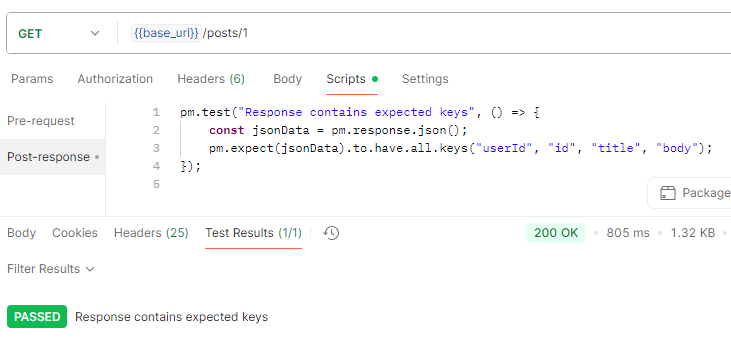 GET {{base_url}} /posts/1
Params Authorization Headers (6) Body Scripts Settings
Pre-request
Post-response
1 pm.test("Response contains expected keys", () => {
2 const jsonData = pm.response.json();
3 pm.expect(jsonData).to.have.all.keys("userId", "id", "title", "body");
4 });
5
Package
Body Cookies Headers (25) Test Results (1/1) 200 OK 805 ms 1.32 KB
Filter Results
PASSED Response contains expected keys